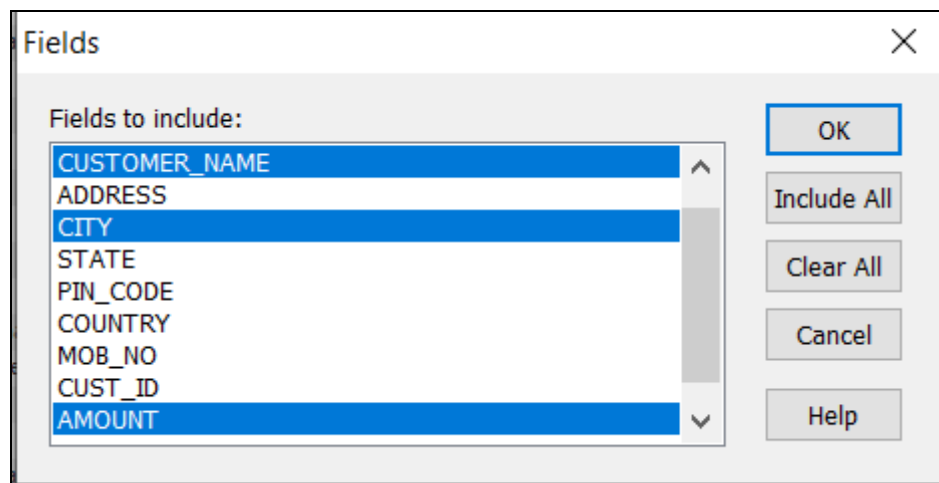 Fields
Fields to include:
CUSTOMER_NAME
ADDRESS
CITY
STATE
PIN_CODE
COUNTRY
MOB_NO
CUST_ID
AMOUNT
OK
Include All
Clear All
Cancel
Help